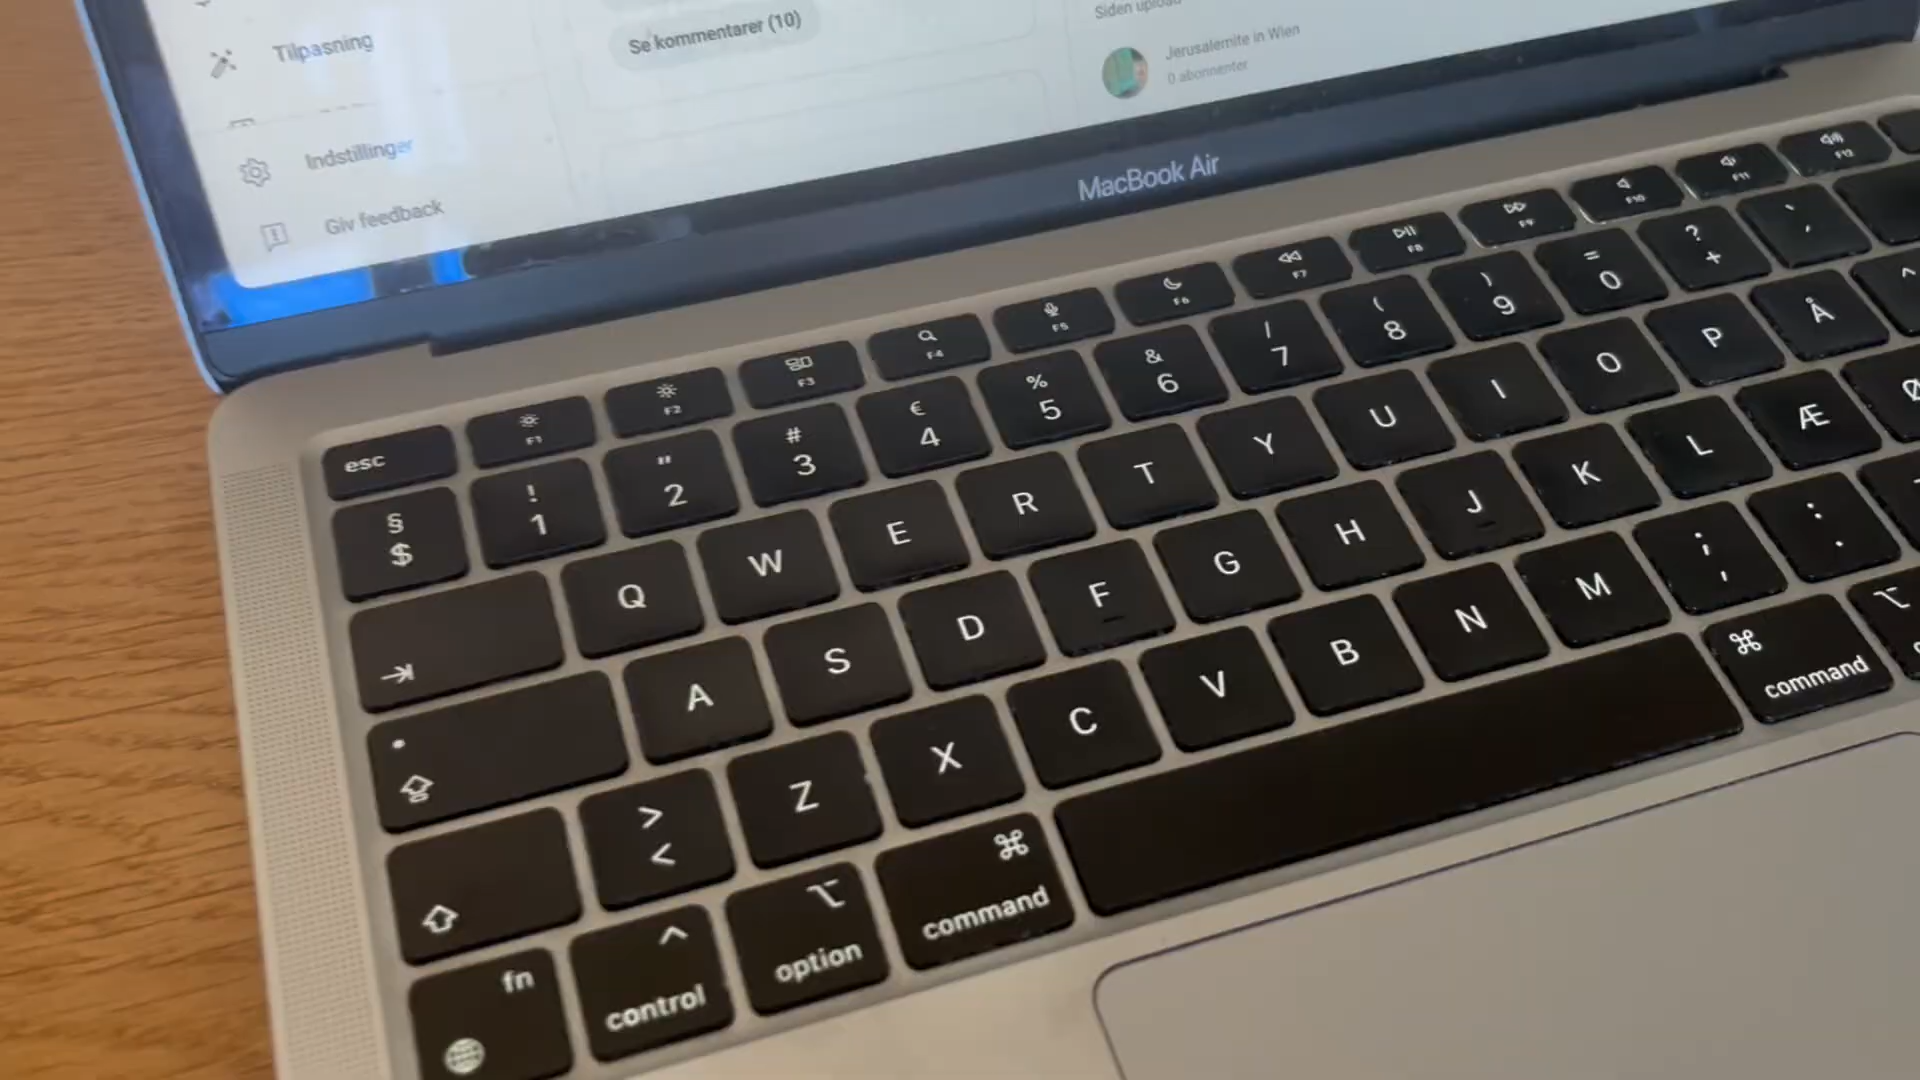 Tilpasning
Se kommentarer (10)
Siden upload
Jerusalemite in Wien
0 abonnenter
Indstillinger
Giv feedback
MacBook Air
esc F1 F2 F3 F4 F5 F6 F7 F8 F9 F10 F11 F12
§ ! " # € % & / ( ) = ? `
$ 1 2 3 4 5 6 7 8 9 0 + ´
Q W E R T Y U I O P Å ^
A S D F G H J K L Æ Ø
> < Z X C V B N M ; , : .
fn control option command command